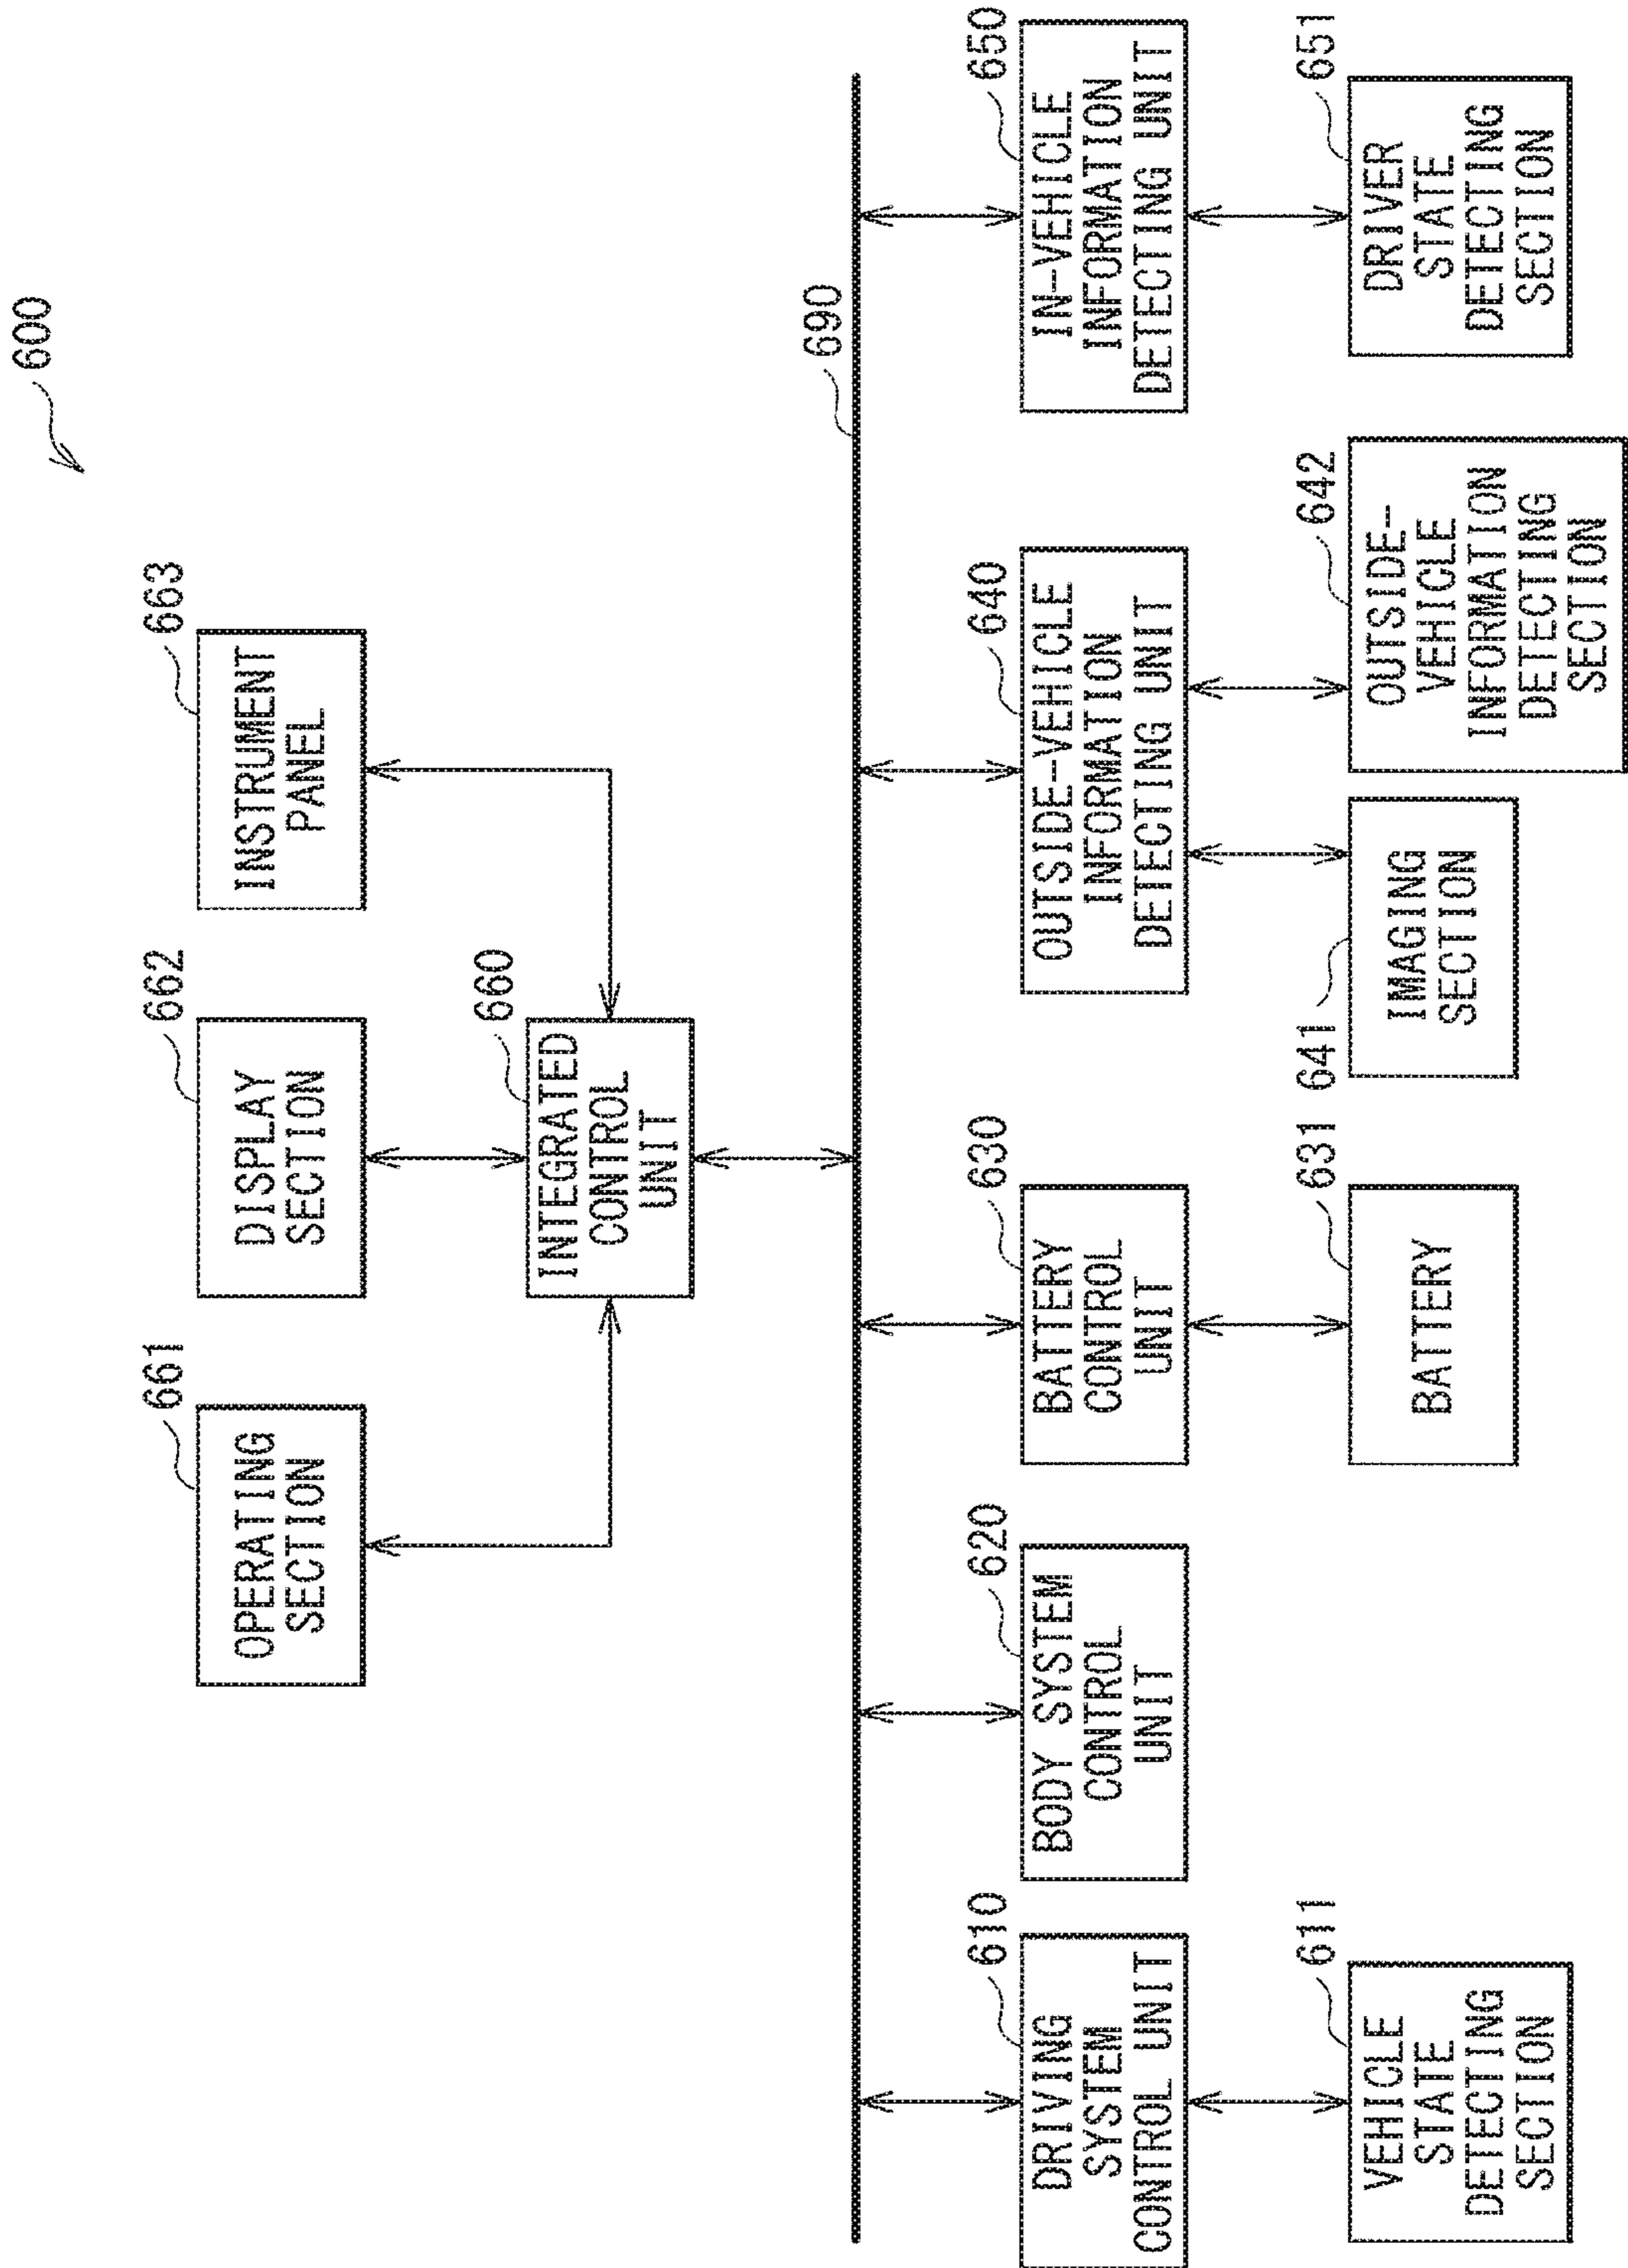 600
661
OPERATING
SECTION
662
DISPLAY
SECTION
663
INSTRUMENT
PANEL
660
INTEGRATED
CONTROL
UNIT
690
610
DRIVING
SYSTEM
CONTROL UNIT
620
BODY SYSTEM
CONTROL
UNIT
630
BATTERY
CONTROL
UNIT
640
OUTSIDE-VEHICLE
INFORMATION
DETECTING UNIT
650
IN-VEHICLE
INFORMATION
DETECTING UNIT
611
VEHICLE
STATE
DETECTING
SECTION
631
BATTERY
641
IMAGING
SECTION
642
OUTSIDE-
VEHICLE
INFORMATION
DETECTING
SECTION
651
DRIVER
STATE
DETECTING
SECTION